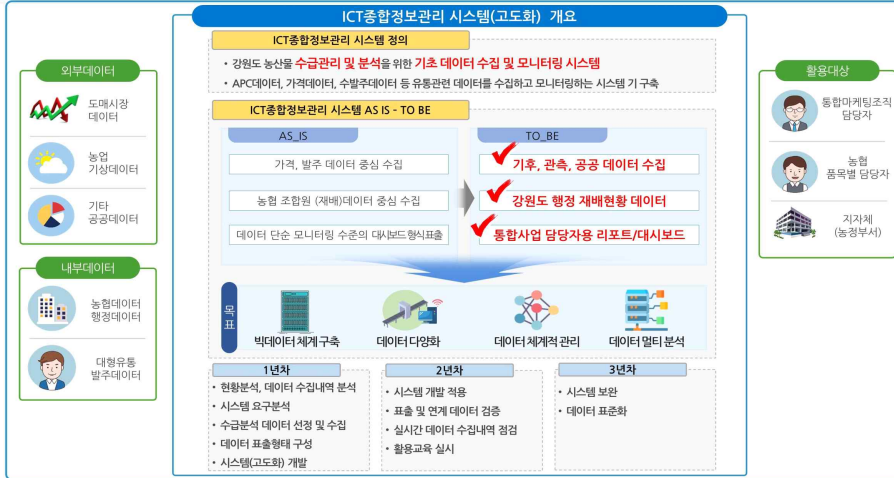 ICT종합정보관리 시스템(고도화) 개요
외부데이터
도매시장
데이터
농업
기상데이터
기타
공공데이터
내부데이터
농협데이터
행정데이터
대형유통
발주데이터
ICT종합정보관리 시스템 정의
• 강원도 농산물 수급관리 및 분석을 위한 기초 데이터 수집 및 모니터링 시스템
• APC데이터, 가격데이터, 수발주데이터 등 유통관련 데이터를 수집하고 모니터링하는 시스템 기 구축
ICT종합정보관리 시스템 AS IS - TO BE
AS_IS
가격, 발주 데이터 중심 수집
농협 조합원 (재배)데이터 중심 수집
데이터 단순 모니터링 수준의 대시보드형식표출
TO_BE
기후, 관측, 공공 데이터 수집
강원도 행정 재배현황 데이터
통합사업 담당자용 리포트/대시보드
목
표
빅데이터 체계 구축
데이터 다양화
데이터 체계적 관리
데이터 멀티 분석
1년차
• 현황분석, 데이터 수집내역 분석
• 시스템 요구분석
• 수급분석 데이터 선정 및 수집
• 데이터 표출형태 구성
• 시스템(고도화) 개발
2년차
• 시스템 개발 적용
• 표출 및 연계 데이터 검증
• 실시간 데이터 수집내역 점검
• 활용교육 실시
3년차
• 시스템 보완
• 데이터 표준화
활용대상
통합마케팅조직
담당자
농협
품목별 담당자
지자체
(농정부서)